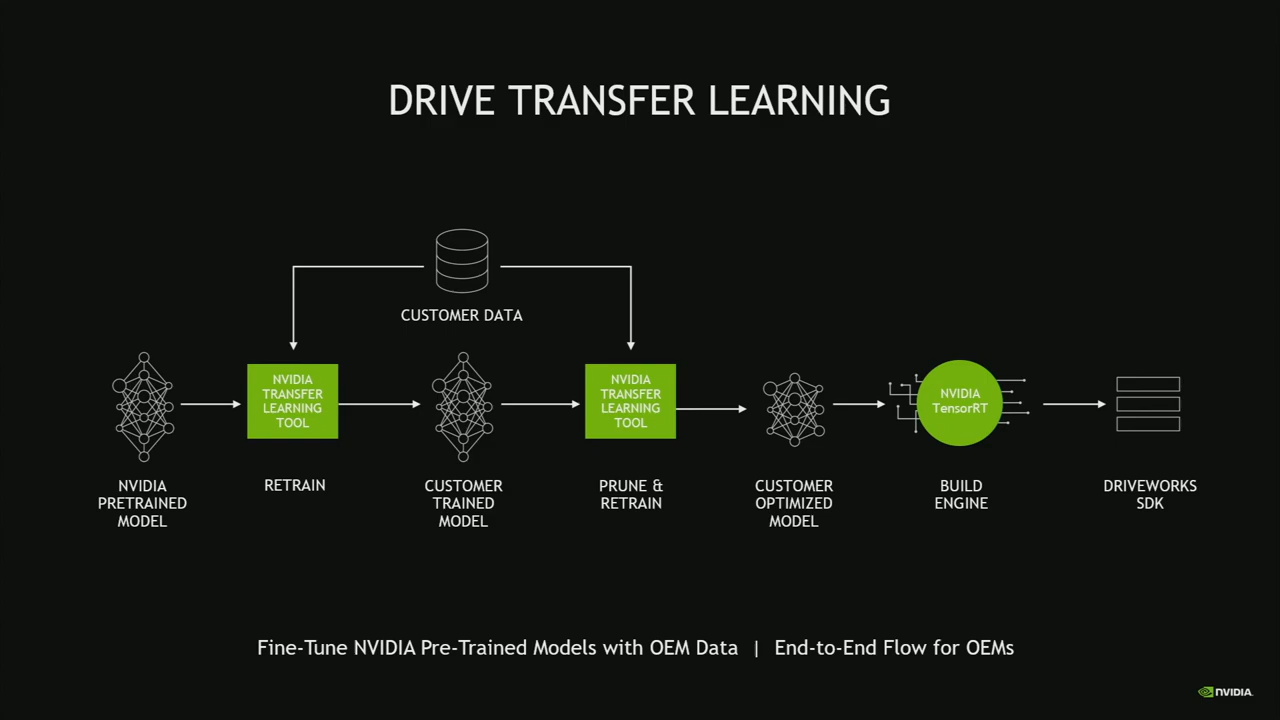 DRIVE TRANSFER LEARNING
CUSTOMER DATA
NVIDIA
TRANSFER
LEARNING
TOOL
NVIDIA
TRANSFER
LEARNING
TOOL
NVIDIA
TensorRT
NVIDIA
PRETRAINED
MODEL
RETRAIN
CUSTOMER
TRAINED
MODEL
PRUNE &
RETRAIN
CUSTOMER
OPTIMIZED
MODEL
BUILD
ENGINE
DRIVEWORKS
SDK
Fine-Tune NVIDIA Pre-Trained Models with OEM Data | End-to-End Flow for OEMs
NVIDIA.